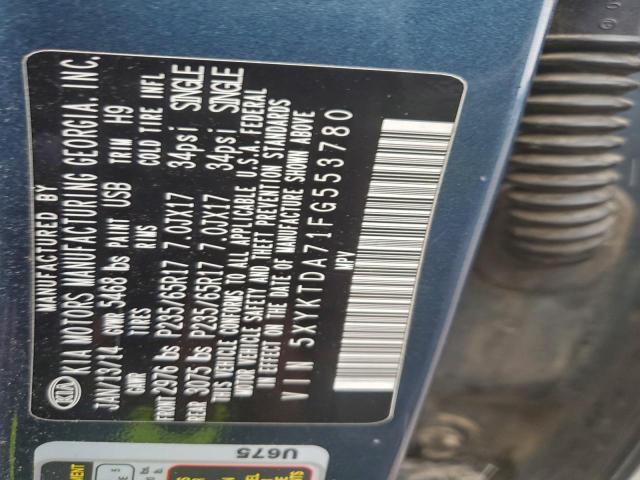 MANUFACTURED BY
KIA KIA MOTORS MANUFACTURING GEORGIA, INC.
JAN/13/14 GVWR 5468 lbs PAINT USB TRIM H9
GAWR TIRES RIMS COLD TIRE INFL
FRONT 2976 lbs P235/65R17 7.0JX17 34psi SINGLE
REAR 3075 lbs P235/65R17 7.0JX17 34psi SINGLE
THIS VEHICLE CONFORMS TO ALL APPLICABLE U.S.A. FEDERAL
MOTOR VEHICLE SAFETY AND THEFT PREVENTION STANDARDS
IN EFFECT ON THE DATE OF MANUFACTURE SHOWN ABOVE
VIN 5XYKTDA71FG553780
MPV
U675